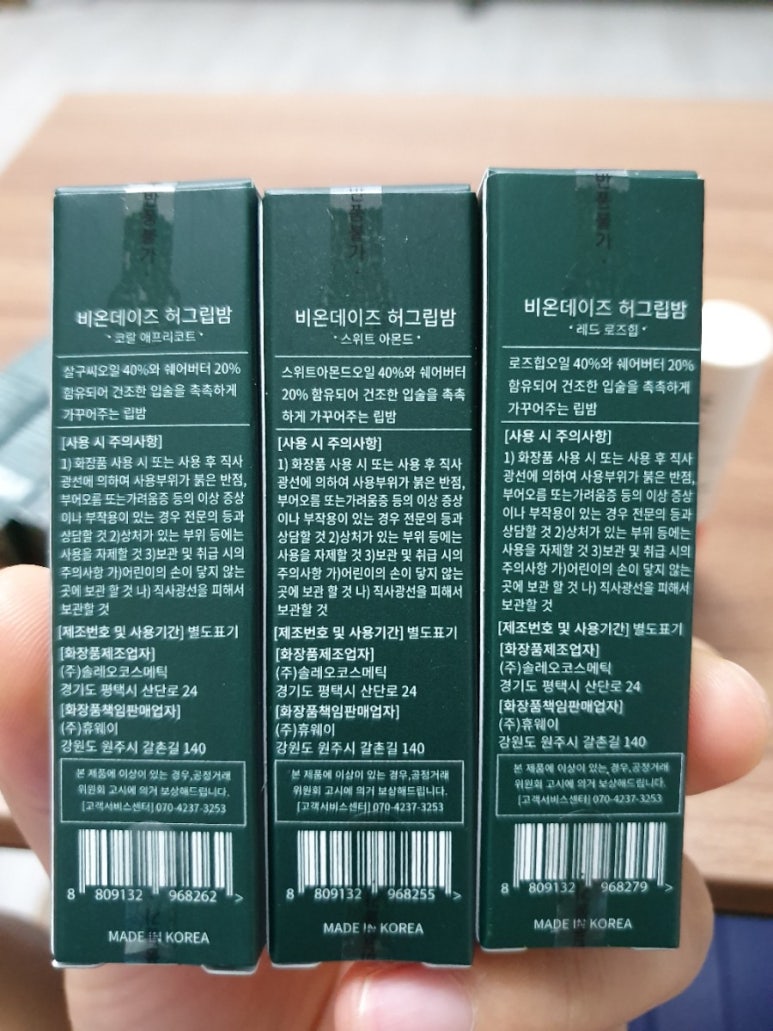 반품불가
비온데이즈 허그립밤
· 코랄 애프리코트 ·
살구씨오일 40%와 쉐어버터 20%
함유되어 건조한 입술을 촉촉하게
가꾸어주는 립밤
[사용 시 주의사항]
1) 화장품 사용 시 또는 사용 후 직사
광선에 의하여 사용부위가 붉은 반점,
부어오름 또는가려움증 등의 이상 증상
이나 부작용이 있는 경우 전문의 등과
상담할 것 2)상처가 있는 부위 등에는
사용을 자제할 것 3)보관 및 취급 시의
주의사항 가)어린이의 손이 닿지 않는
곳에 보관 할 것 나) 직사광선을 피해서
보관할 것
[제조번호 및 사용기간] 별도표기
[화장품제조업자]
(주)솔레오코스메틱
경기도 평택시 산단로 24
[화장품책임판매업자]
(주)휴웨이
강원도 원주시 갈촌길 140
본 제품에 이상이 있는 경우,공정거래
위원회 고시에 의거 보상해드립니다.
[고객서비스센터] 070-4237-3253
8 809132 968262 >
MADE IN KOREA
반품불가
비온데이즈 허그립밤
· 스위트 아몬드 ·
스위트아몬드오일 40%와 쉐어버터
20% 함유되어 건조한 입술을 촉촉
하게 가꾸어주는 립밤
[사용 시 주의사항]
1) 화장품 사용 시 또는 사용 후 직사
광선에 의하여 사용부위가 붉은 반점,
부어오름 또는가려움증 등의 이상 증상
이나 부작용이 있는 경우 전문의 등과
상담할 것 2)상처가 있는 부위 등에는
사용을 자제할 것 3)보관 및 취급 시의
주의사항 가)어린이의 손이 닿지 않는
곳에 보관 할 것 나) 직사광선을 피해서
보관할 것
[제조번호 및 사용기간] 별도표기
[화장품제조업자]
(주)솔레오코스메틱
경기도 평택시 산단로 24
[화장품책임판매업자]
(주)휴웨이
강원도 원주시 갈촌길 140
본 제품에 이상이 있는 경우,공정거래
위원회 고시에 의거 보상해드립니다.
[고객서비스센터] 070-4237-3253
8 809132 968255 >
MADE IN KOREA
반품불가
비온데이즈 허그립밤
· 레드 로즈힙 ·
로즈힙오일 40%와 쉐어버터 20%
함유되어 건조한 입술을 촉촉하게
가꾸어주는 립밤
[사용 시 주의사항]
1) 화장품 사용 시 또는 사용 후 직사
광선에 의하여 사용부위가 붉은 반점,
부어오름 또는가려움증 등의 이상 증상
이나 부작용이 있는 경우 전문의 등과
상담할 것 2)상처가 있는 부위 등에는
사용을 자제할 것 3)보관 및 취급 시의
주의사항 가)어린이의 손이 닿지 않는
곳에 보관 할 것 나) 직사광선을 피해서
보관할 것
[제조번호 및 사용기간] 별도표기
[화장품제조업자]
(주)솔레오코스메틱
경기도 평택시 산단로 24
[화장품책임판매업자]
(주)휴웨이
강원도 원주시 갈촌길 140
본 제품에 이상이 있는 경우,공정거래
위원회 고시에 의거 보상해드립니다.
[고객서비스센터] 070-4237-3253
8 809132 968279 >
MADE IN KOREA